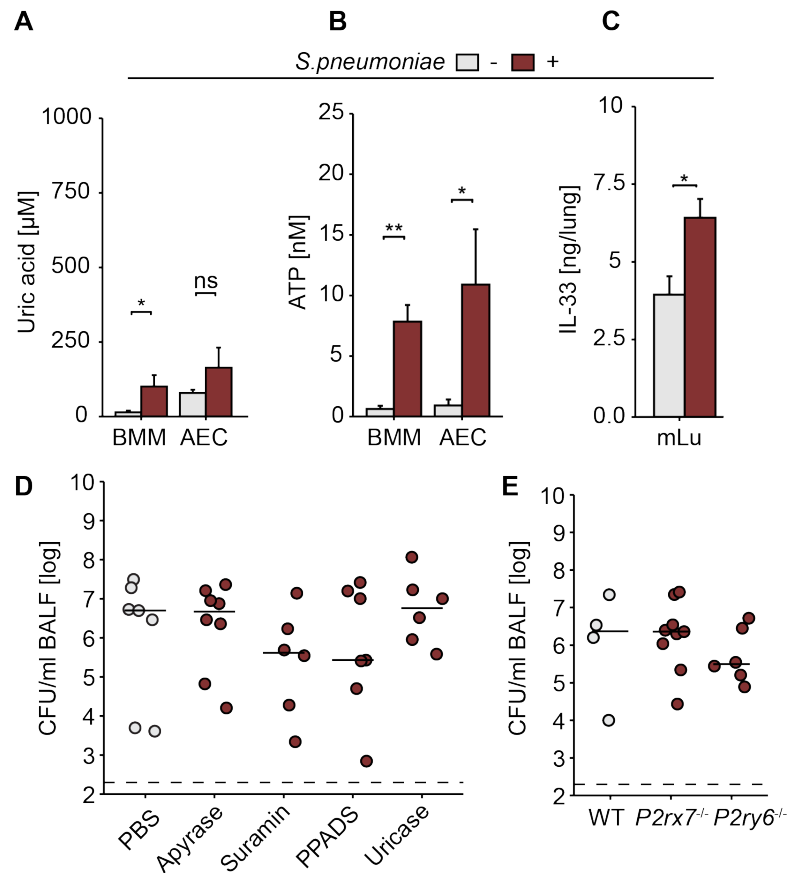 A
B
C
S.pneumoniae - +
Uric acid [µM]
1000
750
500
250
0
*
ns
BMM AEC
ATP [nM]
25
20
15
10
5
0
**
*
BMM AEC
IL-33 [ng/lung]
10
7.5
5
2.5
0.0
*
mLu
D
CFU/ml BALF [log]
10
9
8
7
6
5
4
3
2
PBS
Apyrase
Suramin
PPADS
Uricase
E
CFU/ml BALF [log]
10
9
8
7
6
5
4
3
2
WT P2rx7-/- P2ry6-/-